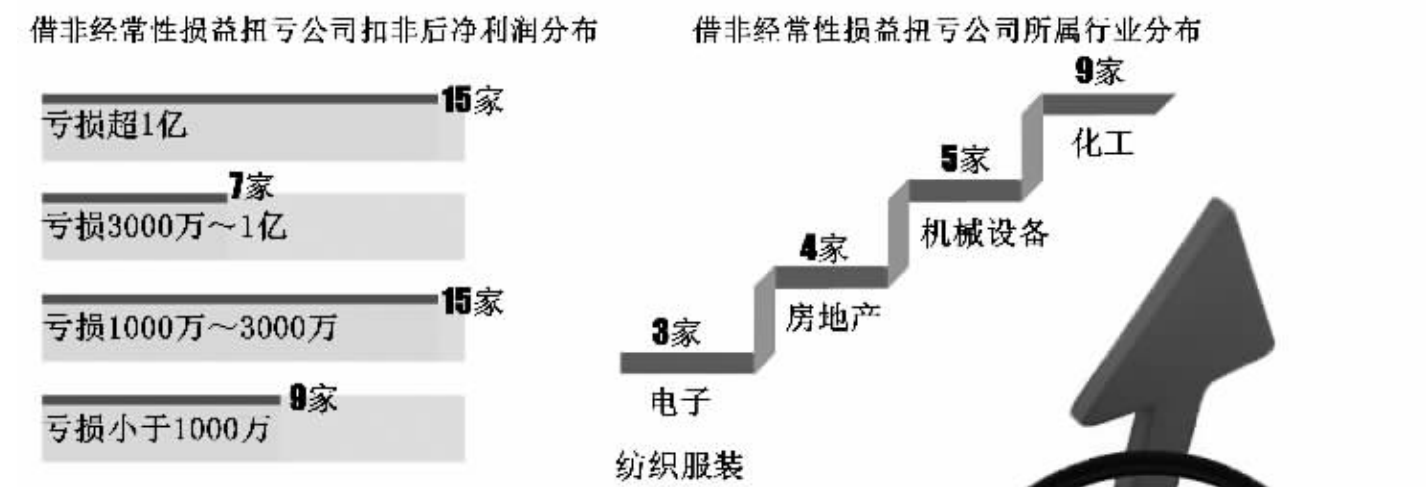 借非经常性损益扭亏公司扣非后净利润分布
15家
亏损超1亿
7家
亏损3000万～1亿
15家
亏损1000万～3000万
9家
亏损小于1000万
借非经常性损益扭亏公司所属行业分布
9家
化工
5家
机械设备
4家
房地产
3家
电子
纺织服装